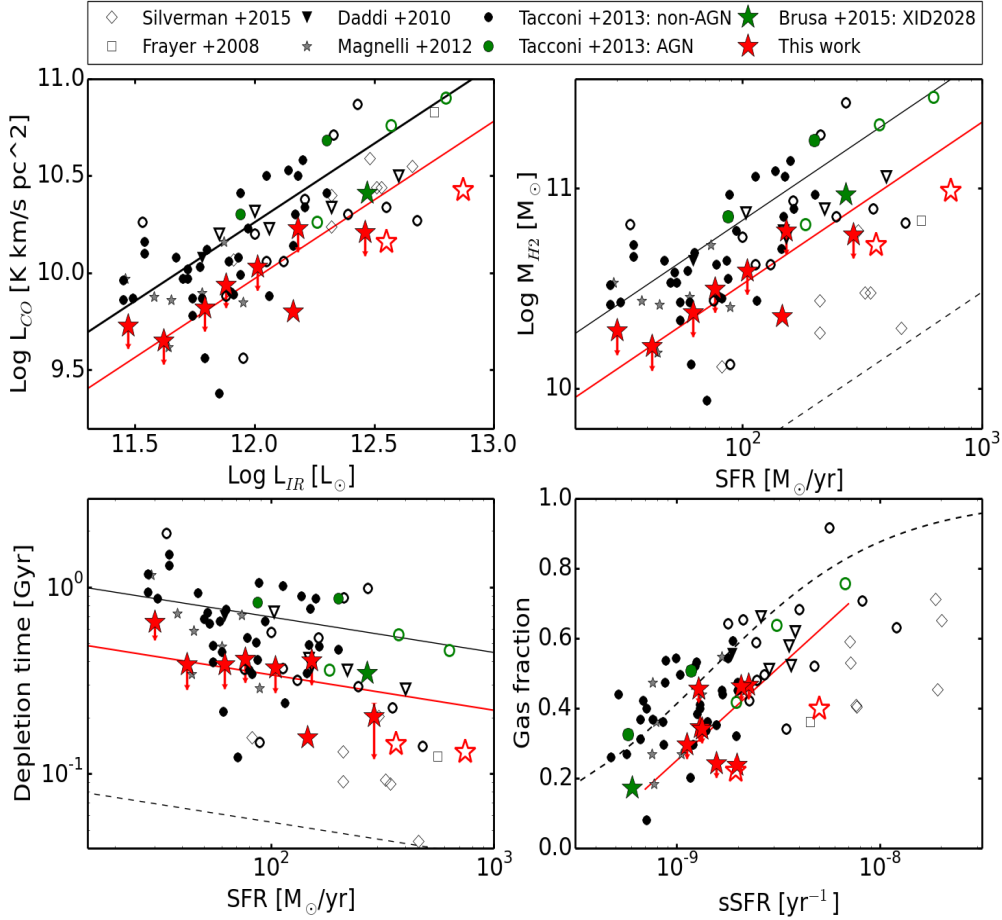 Silverman +2015 Daddi +2010 Tacconi +2013: non-AGN Brusa +2015: XID2028
Frayer +2008 Magnelli +2012 Tacconi +2013: AGN This work
Log L_CO [K km/s pc^2]
11.0
10.5
10.0
9.5
11.5 12.0 12.5 13.0
Log L_IR [L_⊙]
Log M_H2 [M_⊙]
11
10
10^2 10^3
SFR [M_⊙/yr]
Depletion time [Gyr]
10^0
10^-1
10^2 10^3
SFR [M_⊙/yr]
Gas fraction
1.0
0.8
0.6
0.4
0.2
0.0
10^-9 10^-8
sSFR [yr^-1]